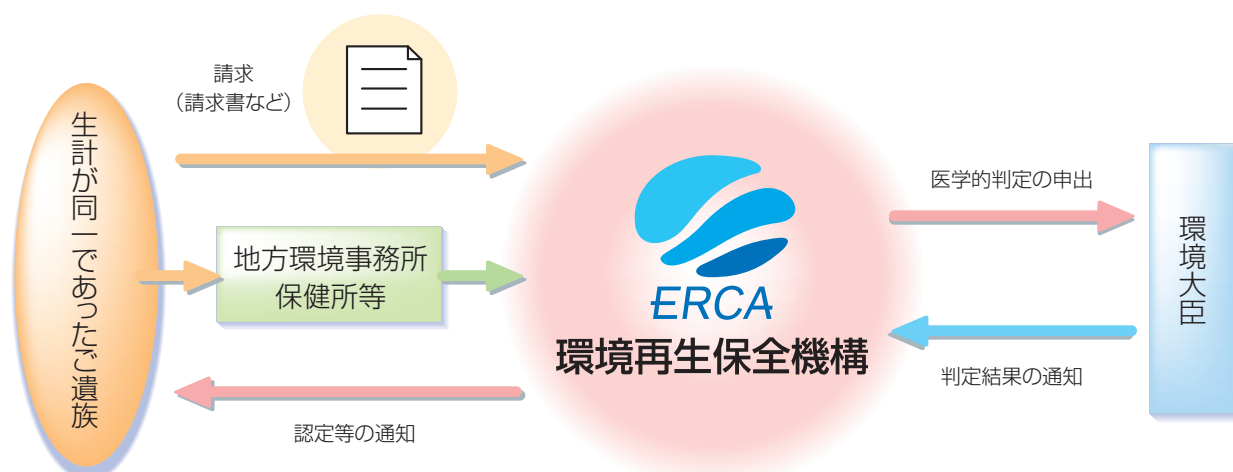 請求
（請求書など）
生計が同一であったご遺族
地方環境事務所
保健所等
認定等の通知
ERCA
環境再生保全機構
医学的判定の申出
判定結果の通知
環境大臣